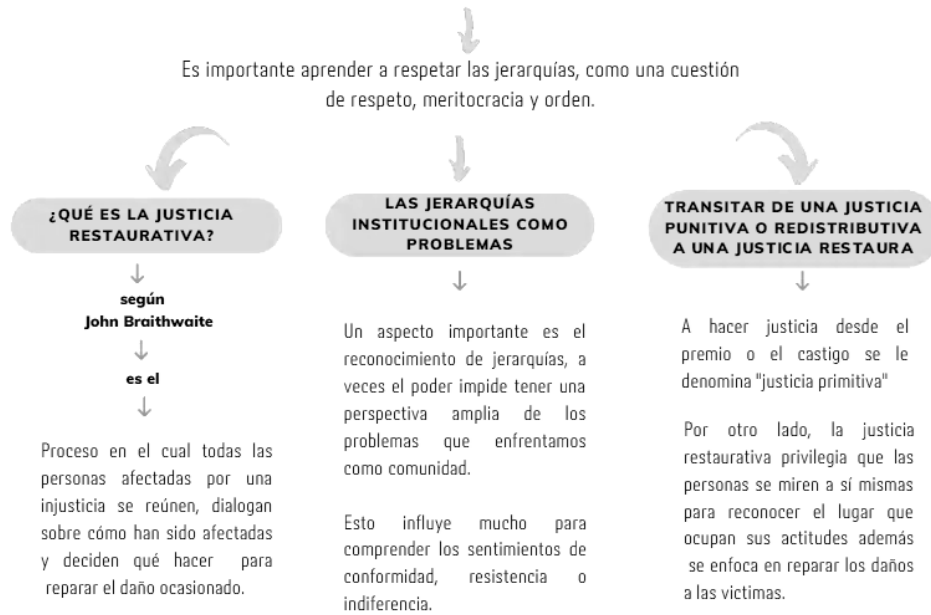 Es importante aprender a respetar las jerarquías, como una cuestión
de respeto, meritocracia y orden.
¿QUÉ ES LA JUSTICIA
RESTAURATIVA?
según
John Braithwaite
es el
Proceso en el cual todas las
personas afectadas por una
injusticia se reúnen, dialogan
sobre cómo han sido afectadas
y deciden qué hacer para
reparar el daño ocasionado.
LAS JERARQUÍAS
INSTITUCIONALES COMO
PROBLEMAS
Un aspecto importante es el
reconocimiento de jerarquías, a
veces el poder impide tener una
perspectiva amplia de los
problemas que enfrentamos
como comunidad.
Esto influye mucho para
comprender los sentimientos de
conformidad, resistencia o
indiferencia.
TRANSITAR DE UNA JUSTICIA
PUNITIVA O REDISTRIBUTIVA
A UNA JUSTICIA RESTAURA
A hacer justicia desde el
premio o el castigo se le
denomina "justicia primitiva"
Por otro lado, la justicia
restaurativa privilegia que las
personas se miren a sí mismas
para reconocer el lugar que
ocupan sus actitudes además
se enfoca en reparar los daños
a las victimas.